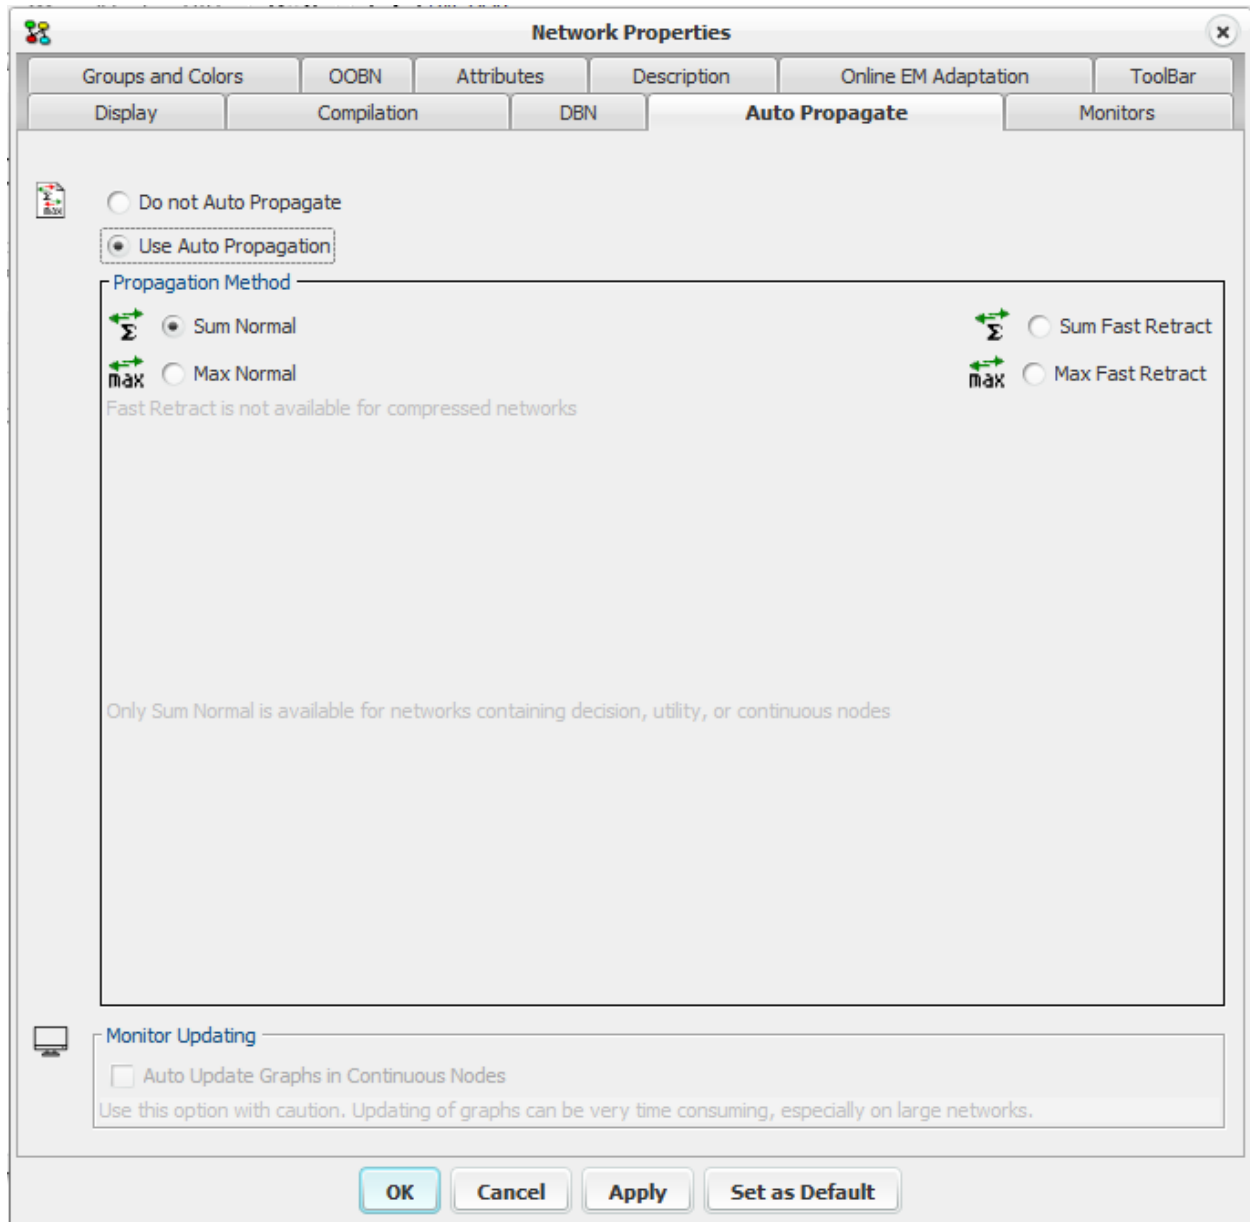 Network Properties
Groups and Colors OOBN Attributes Description Online EM Adaptation ToolBar
Display Compilation DBN Auto Propagate Monitors
Σ
max
Do not Auto Propagate
Use Auto Propagation
Propagation Method
Σ Sum Normal Σ Sum Fast Retract
max Max Normal max Max Fast Retract
Fast Retract is not available for compressed networks
Only Sum Normal is available for networks containing decision, utility, or continuous nodes
Monitor Updating
Auto Update Graphs in Continuous Nodes
Use this option with caution. Updating of graphs can be very time consuming, especially on large networks.
OK Cancel Apply Set as Default